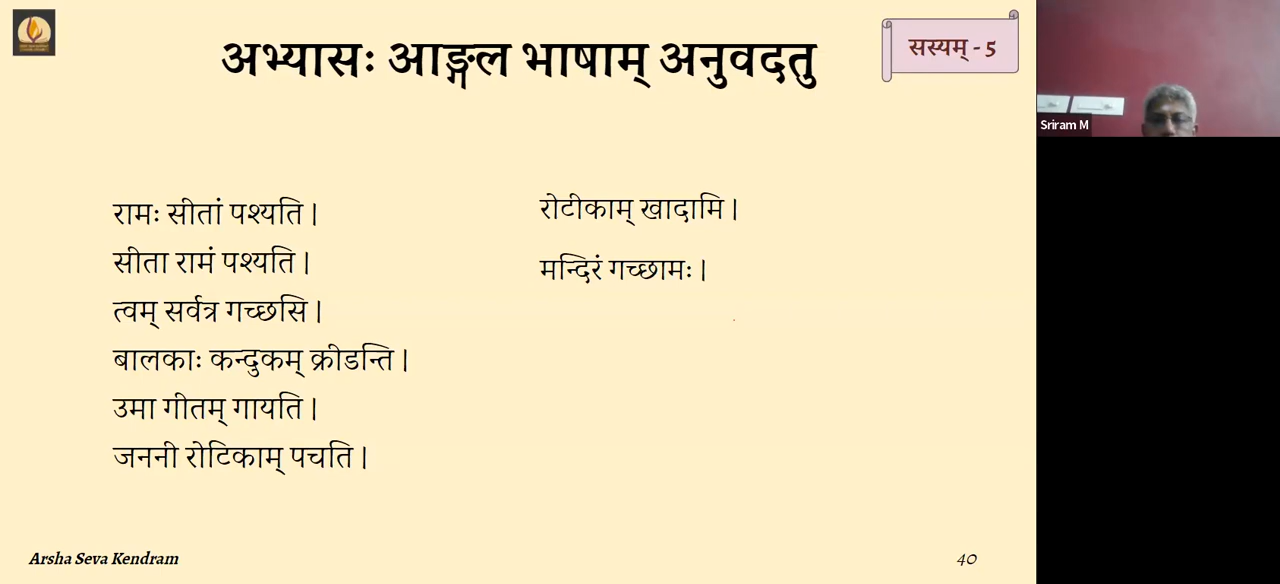 अभ्यासः आङ्गल भाषाम् अनुवदतु
सस्यम् - 5
Sriram M
रामः सीतां पश्यति |
सीता रामं पश्यति |
त्वम् सर्वत्र गच्छसि |
बालकाः कन्दुकम् क्रीडन्ति |
उमा गीतम् गायति |
जननी रोटिकाम् पचति |
रोटीकाम् खादामि |
मन्दिरं गच्छामः |
Arsha Seva Kendram
40